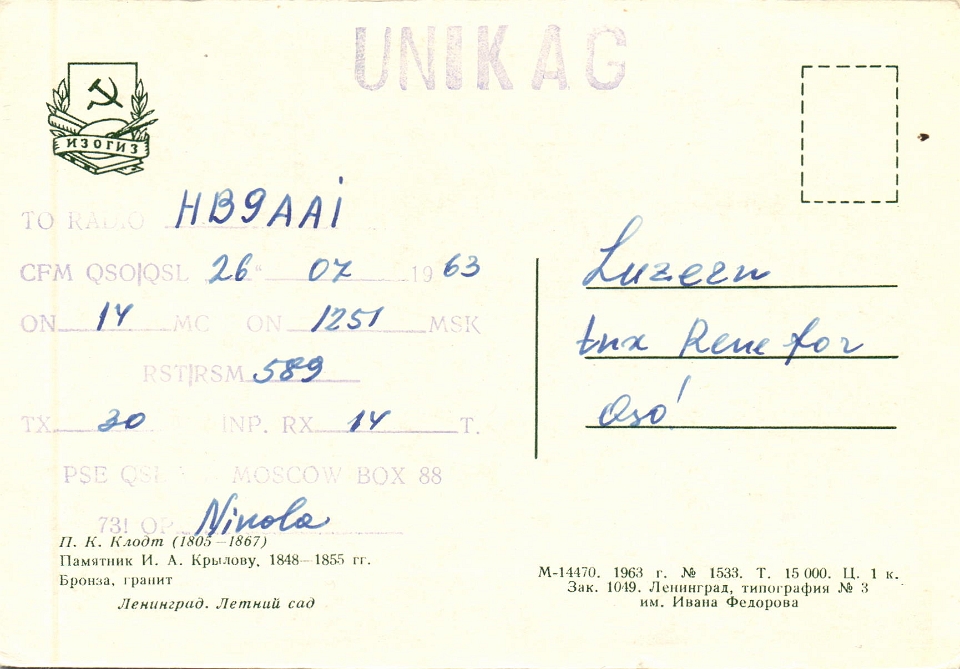 UN1KAG
ИЗОГИЗ
TO RADIO HB9AAI
CFM QSO|QSL 26" 07 1963
ON 14 MC ON 1251 MSK
RST|RSM 589
TX 30 INP. RX 14 T.
PSE QSL MOSCOW BOX 88
73! OP Nikola
П. К. Клодт (1805—1867)
Памятник И. А. Крылову, 1848—1855 гг.
Бронза, гранит
Ленинград. Летний сад
Luzern
tnx Rene for
Qso!
М-14470. 1963 г. № 1533. Т. 15 000. Ц. 1 к.
Зак. 1049. Ленинград, типография № 3
им. Ивана Федорова